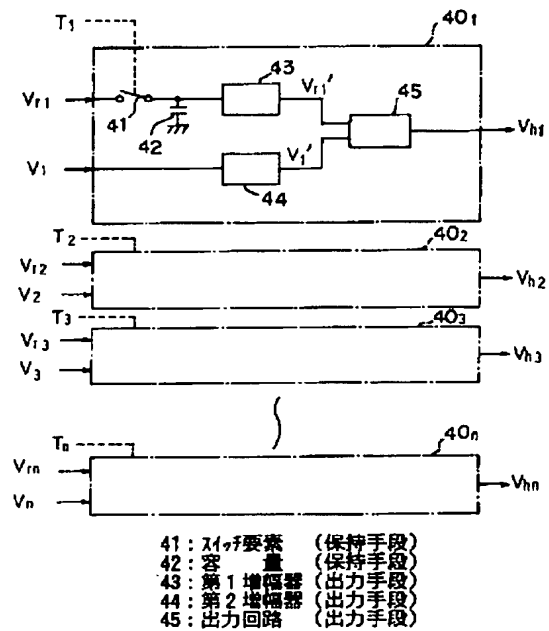 T1
401
Vr1
41
42
43
Vr1'
45
Vh1
V1
V1'
44
T2
402
Vr2
V2
Vh2
T3
403
Vr3
V3
Vh3
Tn
40n
Vrn
Vn
Vhn
41：スイッチ要素 （保持手段）
42：容 量 （保持手段）
43：第1増幅器 （出力手段）
44：第2増幅器 （出力手段）
45：出力回路 （出力手段）